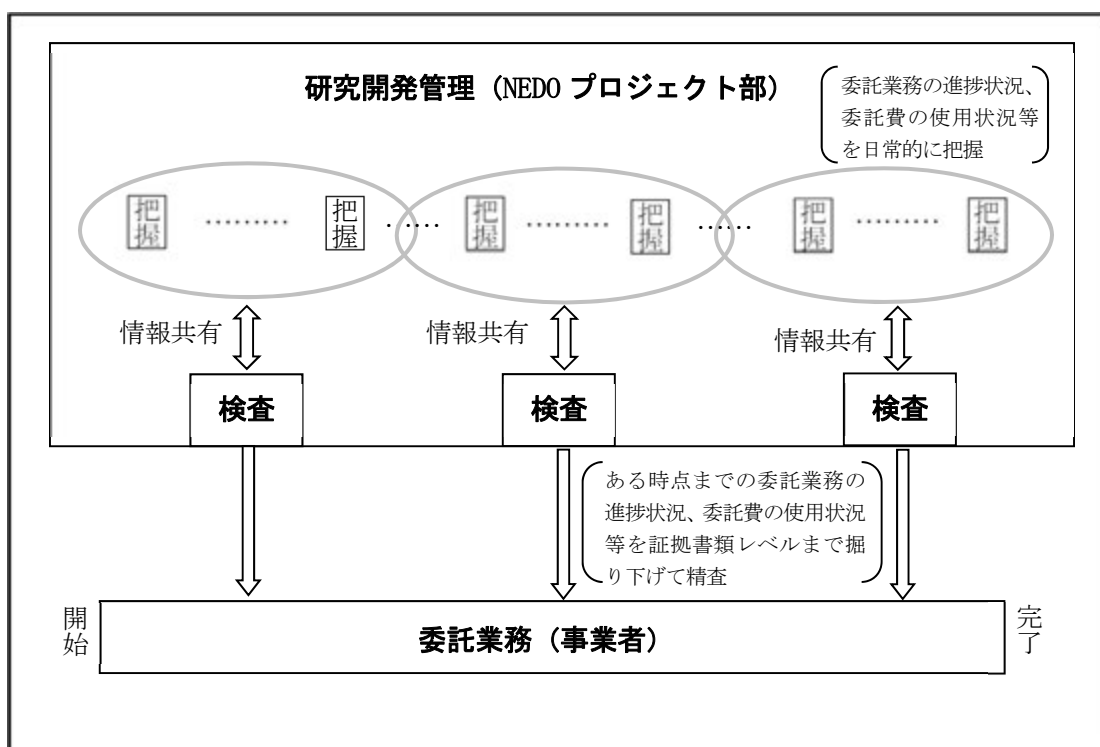 研究開発管理(NEDO プロジェクト部)
委託業務の進捗状況、
委託費の使用状況等
を日常的に把握
把握 ‥‥‥‥‥ 把握 ‥‥‥ 把握 ‥‥‥‥‥ 把握 ‥‥‥ 把握 ‥‥‥‥‥ 把握
情報共有 情報共有 情報共有
検査 検査 検査
ある時点までの委託業務の
進捗状況、委託費の使用状況
等を証拠書類レベルまで掘
り下げて精査
開始
委託業務(事業者)
完了